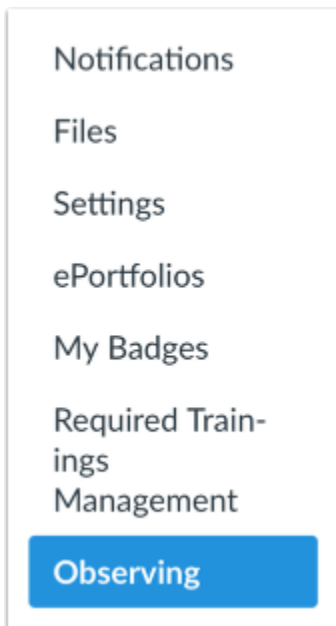 Notifications
Files
Settings
ePortfolios
My Badges
Required Train-
ings
Management
Observing